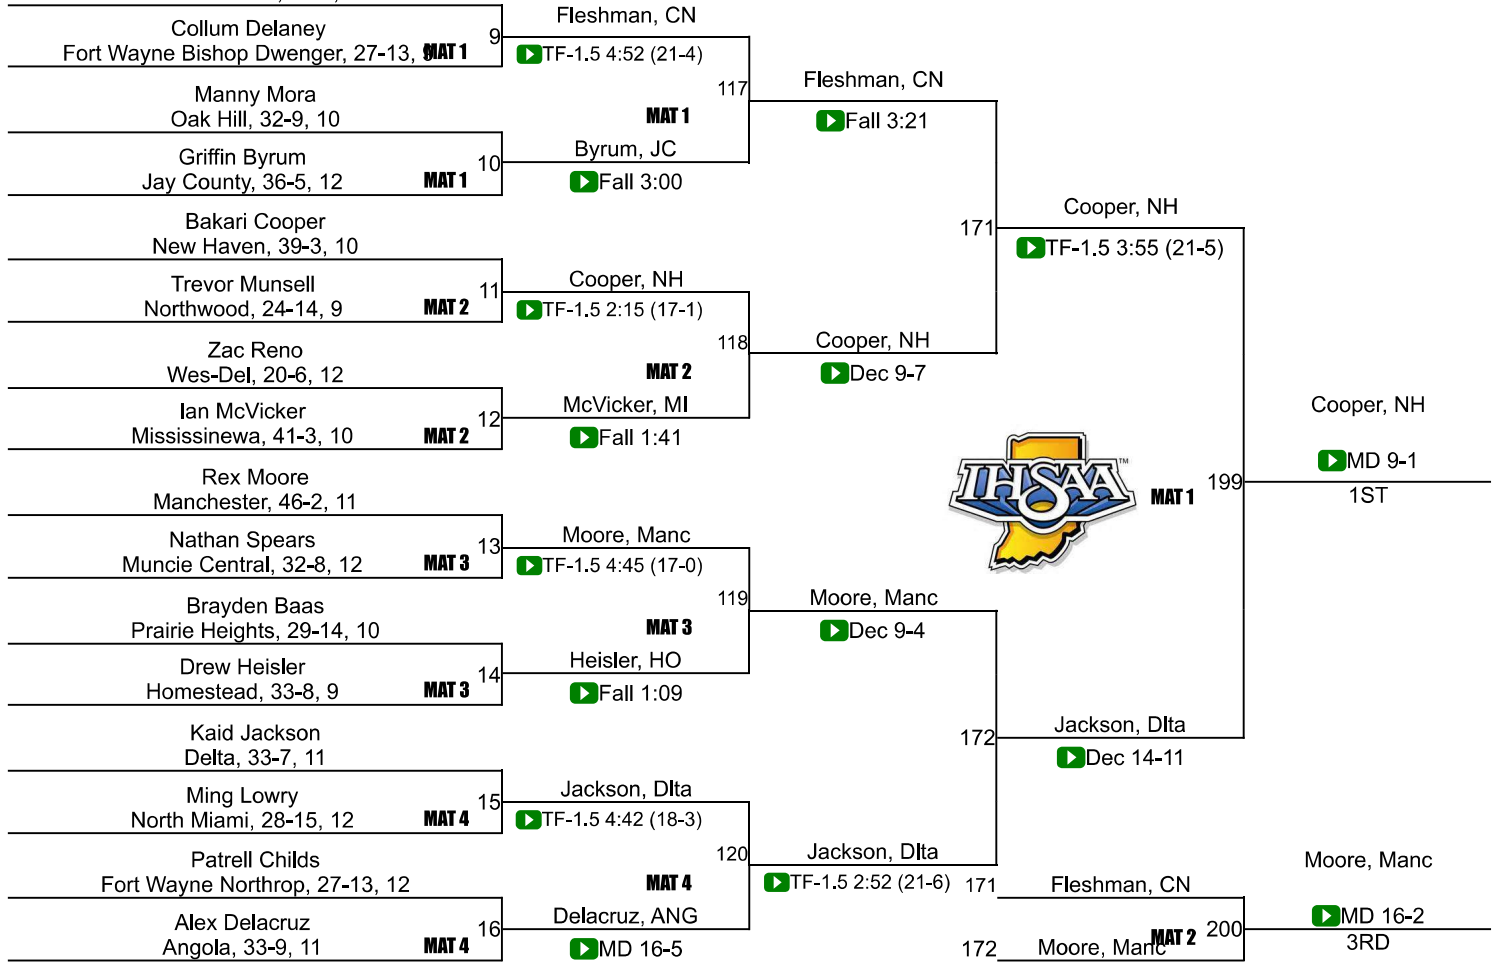 Collum Delaney
Fort Wayne Bishop Dwenger, 27-13, 9
MAT 1
9
Fleshman, CN
TF-1.5 4:52 (21-4)
Manny Mora
Oak Hill, 32-9, 10
Griffin Byrum
Jay County, 36-5, 12
MAT 1
10
Byrum, JC
Fall 3:00
117
MAT 1
Fleshman, CN
Fall 3:21
Bakari Cooper
New Haven, 39-3, 10
Trevor Munsell
Northwood, 24-14, 9
MAT 2
11
Cooper, NH
TF-1.5 2:15 (17-1)
Zac Reno
Wes-Del, 20-6, 12
Ian McVicker
Mississinewa, 41-3, 10
MAT 2
12
McVicker, MI
Fall 1:41
118
MAT 2
Cooper, NH
Dec 9-7
171
Cooper, NH
TF-1.5 3:55 (21-5)
Rex Moore
Manchester, 46-2, 11
Nathan Spears
Muncie Central, 32-8, 12
MAT 3
13
Moore, Manc
TF-1.5 4:45 (17-0)
Brayden Baas
Prairie Heights, 29-14, 10
Drew Heisler
Homestead, 33-8, 9
MAT 3
14
Heisler, HO
Fall 1:09
119
MAT 3
Moore, Manc
Dec 9-4
Kaid Jackson
Delta, 33-7, 11
Ming Lowry
North Miami, 28-15, 12
MAT 4
15
Jackson, Dlta
TF-1.5 4:42 (18-3)
Patrell Childs
Fort Wayne Northrop, 27-13, 12
Alex Delacruz
Angola, 33-9, 11
MAT 4
16
Delacruz, ANG
MD 16-5
120
MAT 4
Jackson, Dlta
TF-1.5 2:52 (21-6)
172
Jackson, Dlta
Dec 14-11
IHSAA™
MAT 1
199
Cooper, NH
MD 9-1
1ST
171
Fleshman, CN
172
Moore, Manc
MAT 2
200
Moore, Manc
MD 16-2
3RD